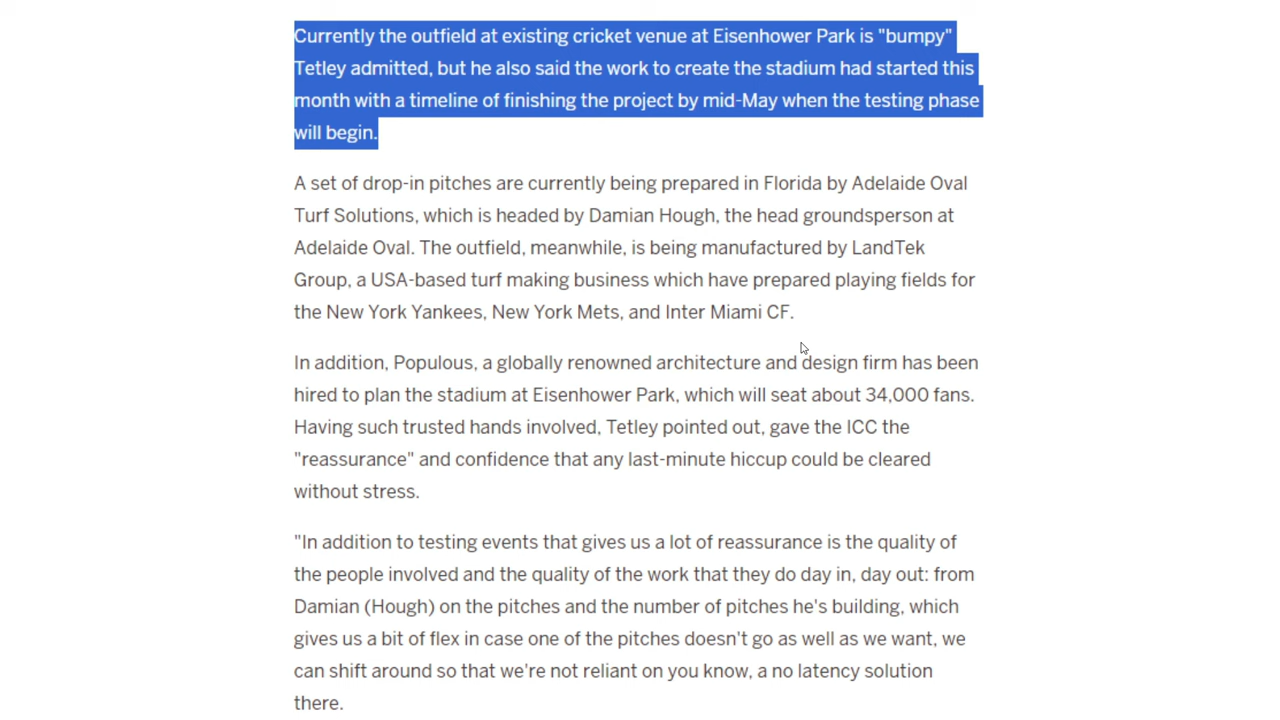 Currently the outfield at existing cricket venue at Eisenhower Park is "bumpy"
Tetley admitted, but he also said the work to create the stadium had started this
month with a timeline of finishing the project by mid-May when the testing phase
will begin.
A set of drop-in pitches are currently being prepared in Florida by Adelaide Oval
Turf Solutions, which is headed by Damian Hough, the head groundsperson at
Adelaide Oval. The outfield, meanwhile, is being manufactured by LandTek
Group, a USA-based turf making business which have prepared playing fields for
the New York Yankees, New York Mets, and Inter Miami CF.
In addition, Populous, a globally renowned architecture and design firm has been
hired to plan the stadium at Eisenhower Park, which will seat about 34,000 fans.
Having such trusted hands involved, Tetley pointed out, gave the ICC the
"reassurance" and confidence that any last-minute hiccup could be cleared
without stress.
"In addition to testing events that gives us a lot of reassurance is the quality of
the people involved and the quality of the work that they do day in, day out: from
Damian (Hough) on the pitches and the number of pitches he's building, which
gives us a bit of flex in case one of the pitches doesn't go as well as we want, we
can shift around so that we're not reliant on you know, a no latency solution
there.